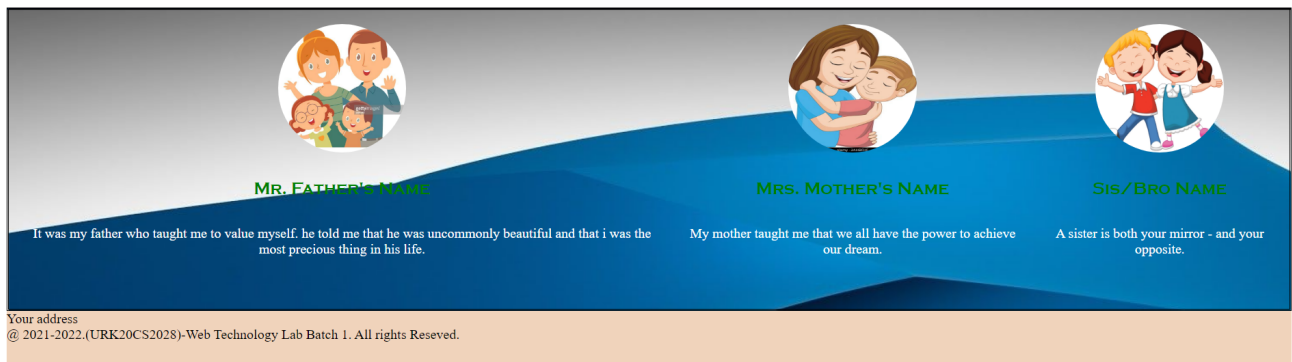 Mr. Father's Name
It was my father who taught me to value myself. he told me that he was uncommonly beautiful and that i was the
most precious thing in his life.
Mrs. Mother's Name
My mother taught me that we all have the power to achieve
our dream.
Sis/Bro Name
A sister is both your mirror - and your
opposite.
Your address
@ 2021-2022.(URK20CS2028)-Web Technology Lab Batch 1. All rights Reseved.